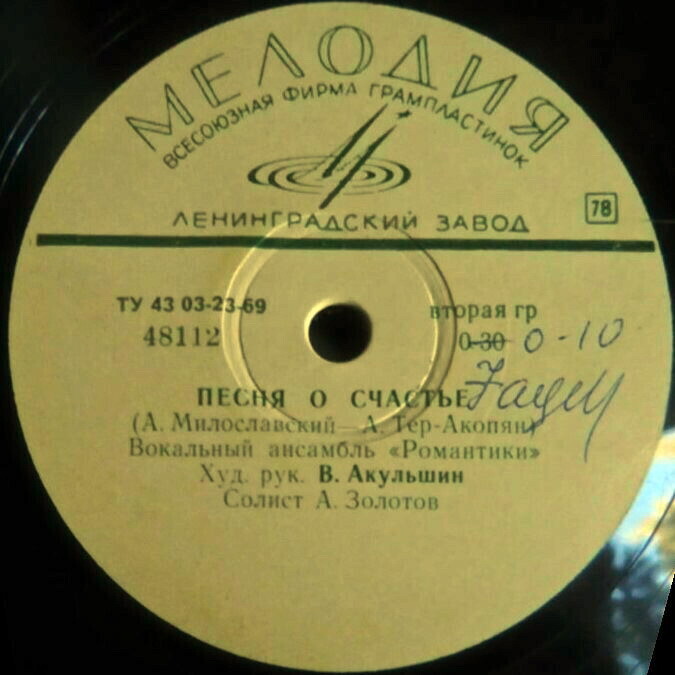 МЕЛОДИЯ
ВСЕСОЮЗНАЯ ФИРМА ГРАМПЛАСТИНОК
ЛЕНИНГРАДСКИЙ ЗАВОД
78
ТУ 43 03-23-69
вторая гр
48112
0-30 0-10
ПЕСНЯ О СЧАСТЬЕ
(А. Милославский—А. Тер-Акопян)
Вокальный ансамбль «Романтики»
Худ. рук. В. Акульшин
Солист А. Золотов